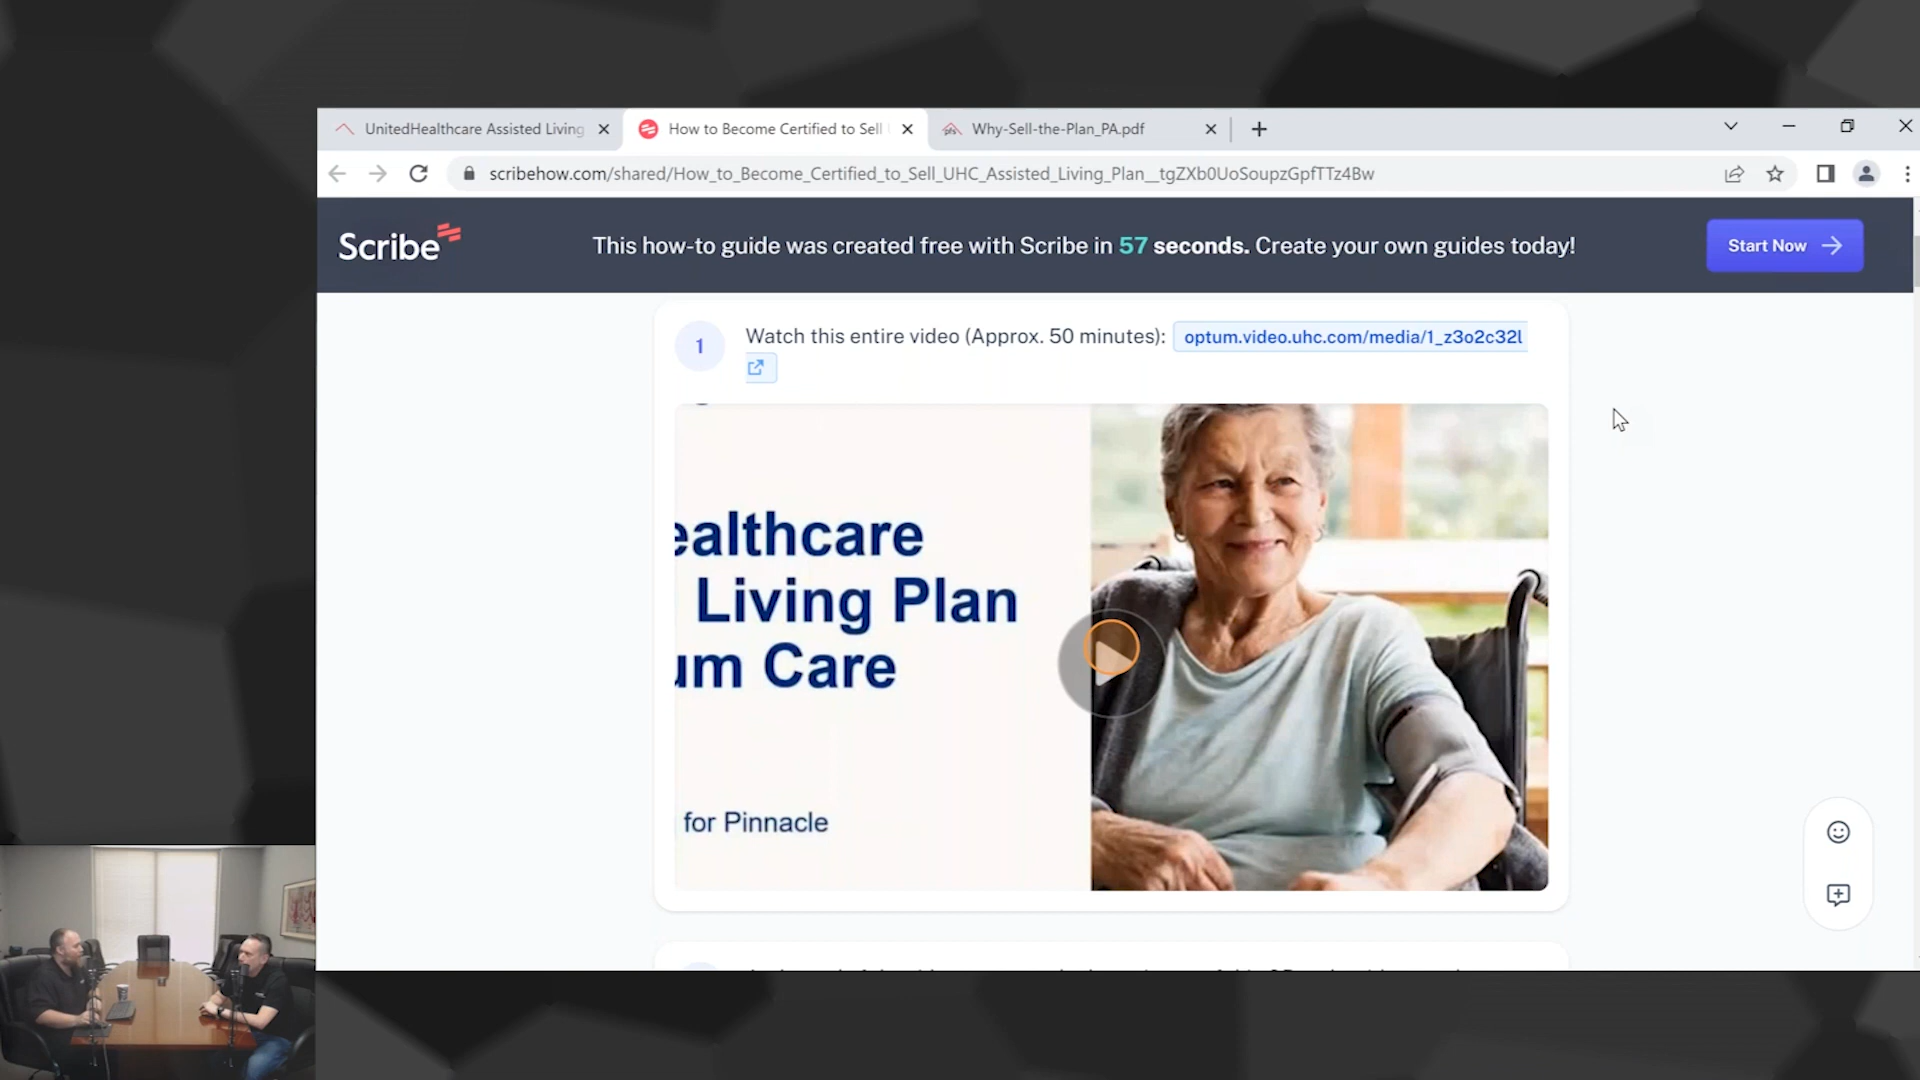 UnitedHealthcare Assisted Living
How to Become Certified to Sell
Why-Sell-the-Plan_PA.pdf
scribehow.com/shared/How_to_Become_Certified_to_Sell_UHC_Assisted_Living_Plan__tgZXb0UoSoupzGpfTTz4Bw
Scribe
This how-to guide was created free with Scribe in 57 seconds. Create your own guides today!
Start Now
1
Watch this entire video (Approx. 50 minutes): optum.video.uhc.com/media/1_z3o2c32l
ealthcare
Living Plan
um Care
for Pinnacle